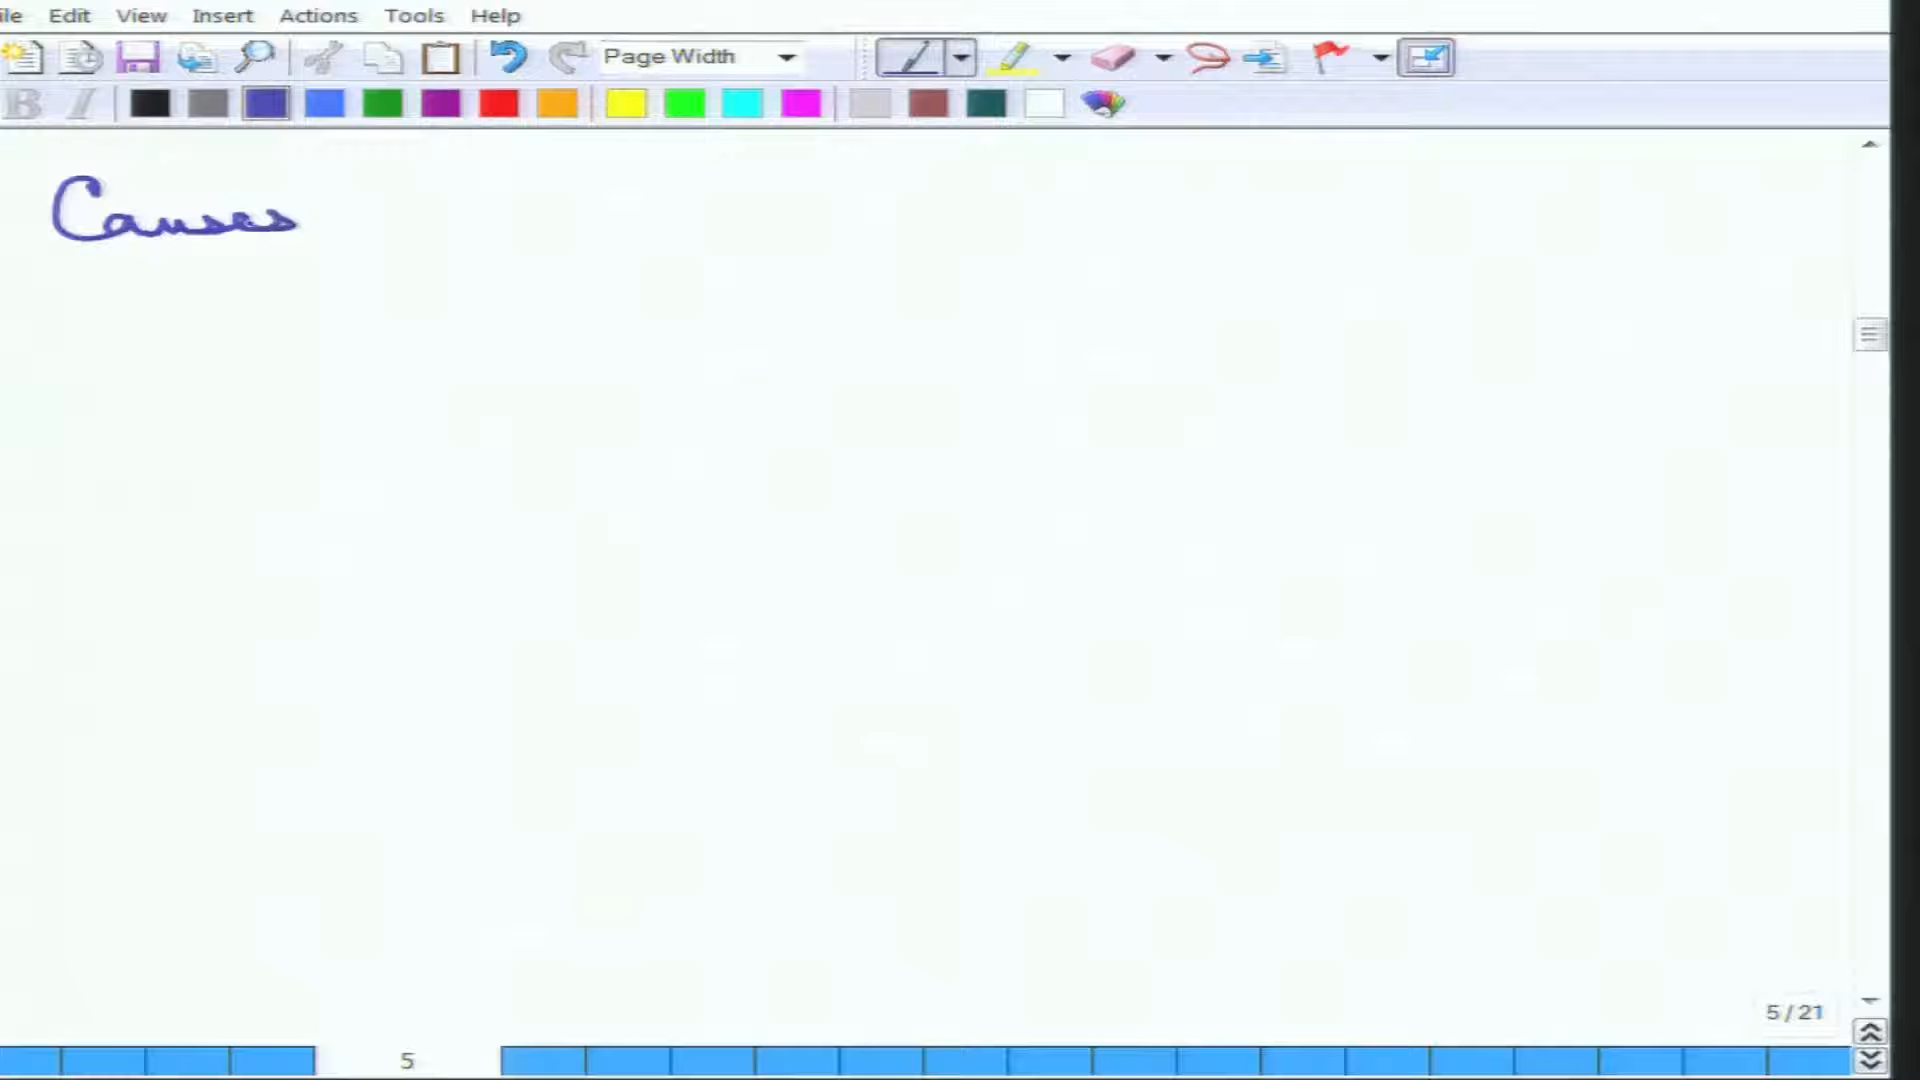 ile Edit View Insert Actions Tools Help
Page Width
B I
Causes
5 / 21
5